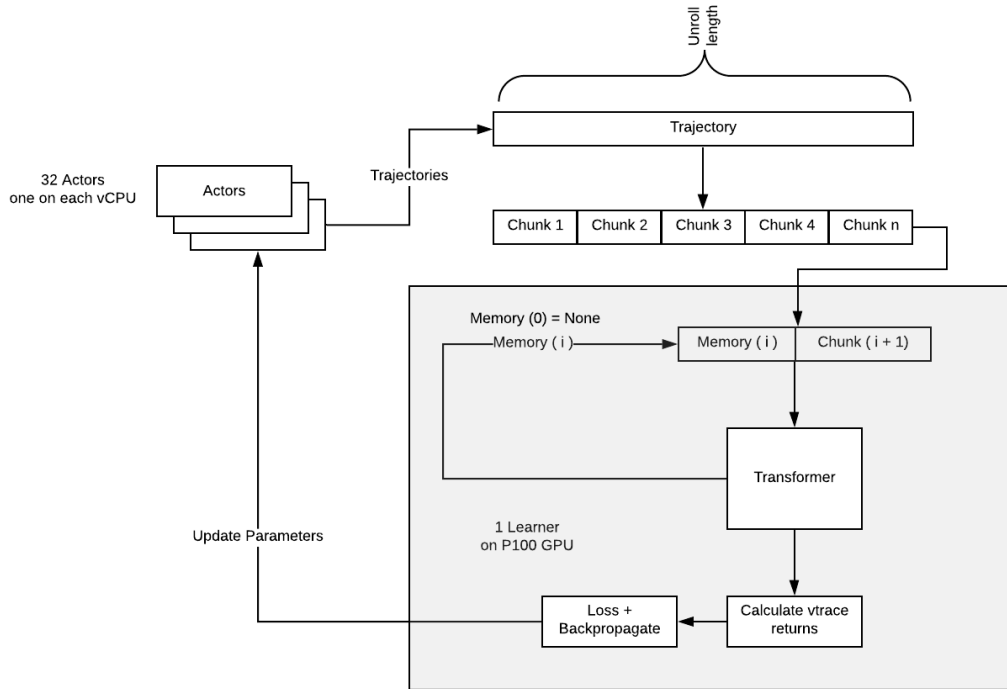 Unroll
length
Trajectory
32 Actors
one on each vCPU
Actors
Trajectories
Chunk 1
Chunk 2
Chunk 3
Chunk 4
Chunk n
Memory (0) = None
Memory ( i )
Memory ( i )
Chunk ( i + 1)
Transformer
1 Learner
on P100 GPU
Update Parameters
Loss +
Backpropagate
Calculate vtrace
returns